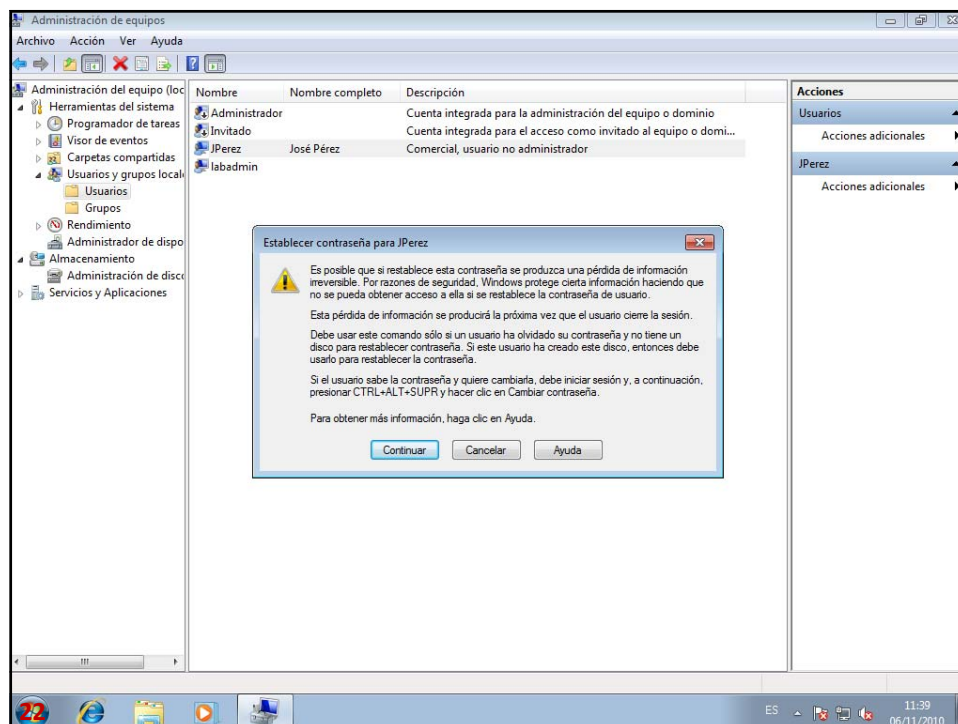 Administración de equipos
Archivo Acción Ver Ayuda
Administración del equipo (loc
Herramientas del sistema
Programador de tareas
Visor de eventos
Carpetas compartidas
Usuarios y grupos local
Usuarios
Grupos
Rendimiento
Administrador de dispo
Almacenamiento
Administración de disc
Servicios y Aplicaciones
Nombre Nombre completo Descripción
Administrador Cuenta integrada para la administración del equipo o dominio
Invitado Cuenta integrada para el acceso como invitado al equipo o domi...
JPerez José Pérez Comercial, usuario no administrador
labadmin
Acciones
Usuarios
Acciones adicionales
JPerez
Acciones adicionales
Establecer contraseña para JPerez
Es posible que si restablece esta contraseña se produzca una pérdida de información
irreversible. Por razones de seguridad, Windows protege cierta información haciendo que
no se pueda obtener acceso a ella si se restablece la contraseña de usuario.
Esta pérdida de información se producirá la próxima vez que el usuario cierre la sesión.
Debe usar este comando sólo si un usuario ha olvidado su contraseña y no tiene un
disco para restablecer contraseña. Si este usuario ha creado este disco, entonces debe
usarlo para restablecer la contraseña.
Si el usuario sabe la contraseña y quiere cambiarla, debe iniciar sesión y, a continuación,
presionar CTRL+ALT+SUPR y hacer clic en Cambiar contraseña.
Para obtener más información, haga clic en Ayuda.
Continuar Cancelar Ayuda
22
ES
11:39
06/11/2010